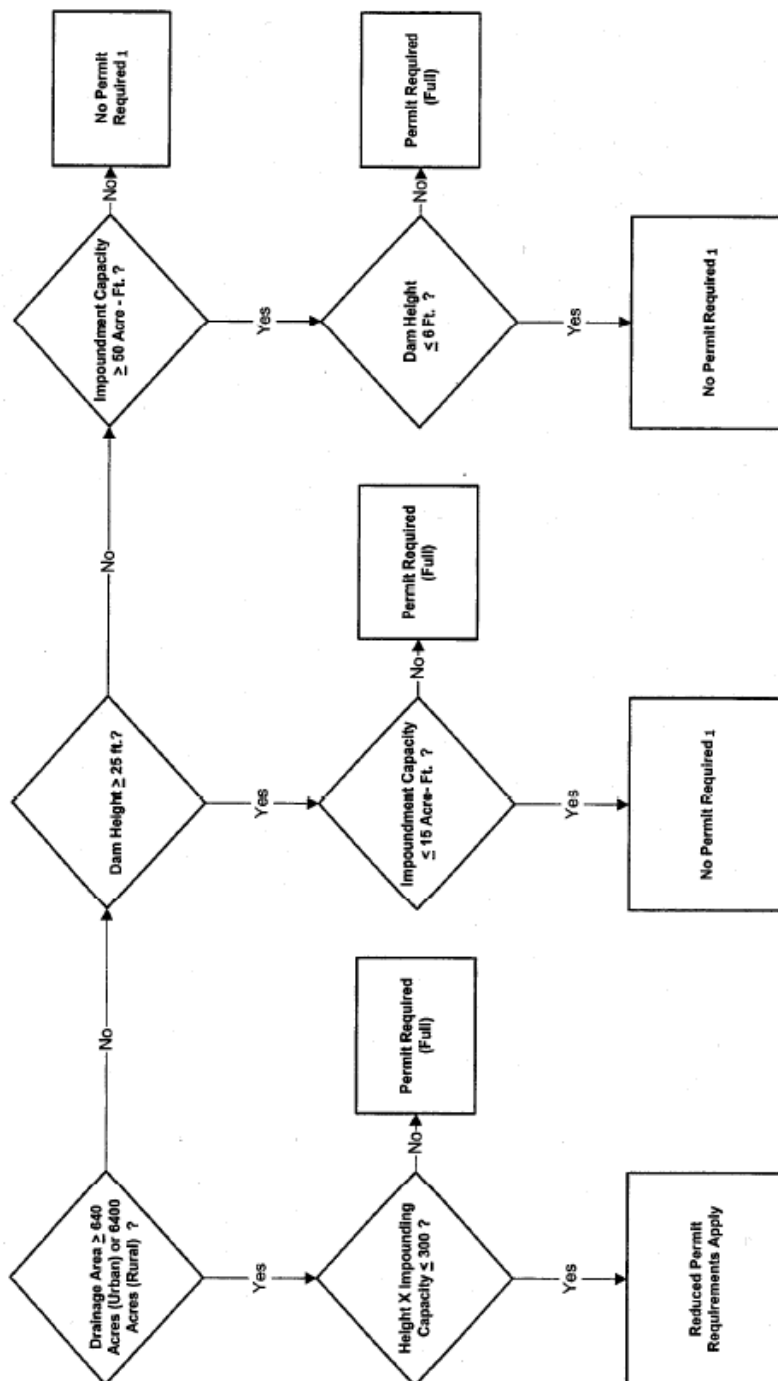 Drainage Area ≥ 640
Acres (Urban) or 6400
Acres (Rural) ?
No
Dam Height ≥ 25 ft.?
No
Impoundment Capacity
≥ 50 Acre - Ft. ?
No
No Permit
Required 1
Yes
Yes
Yes
Height X Impounding
Capacity ≤ 300 ?
No
Permit Required
(Full)
Impoundment Capacity
≤ 15 Acre- Ft. ?
No
Permit Required
(Full)
Dam Height
≤ 6 Ft. ?
No
Permit Required
(Full)
Yes
Yes
Yes
Reduced Permit
Requirements Apply
No Permit Required 1
No Permit Required 1